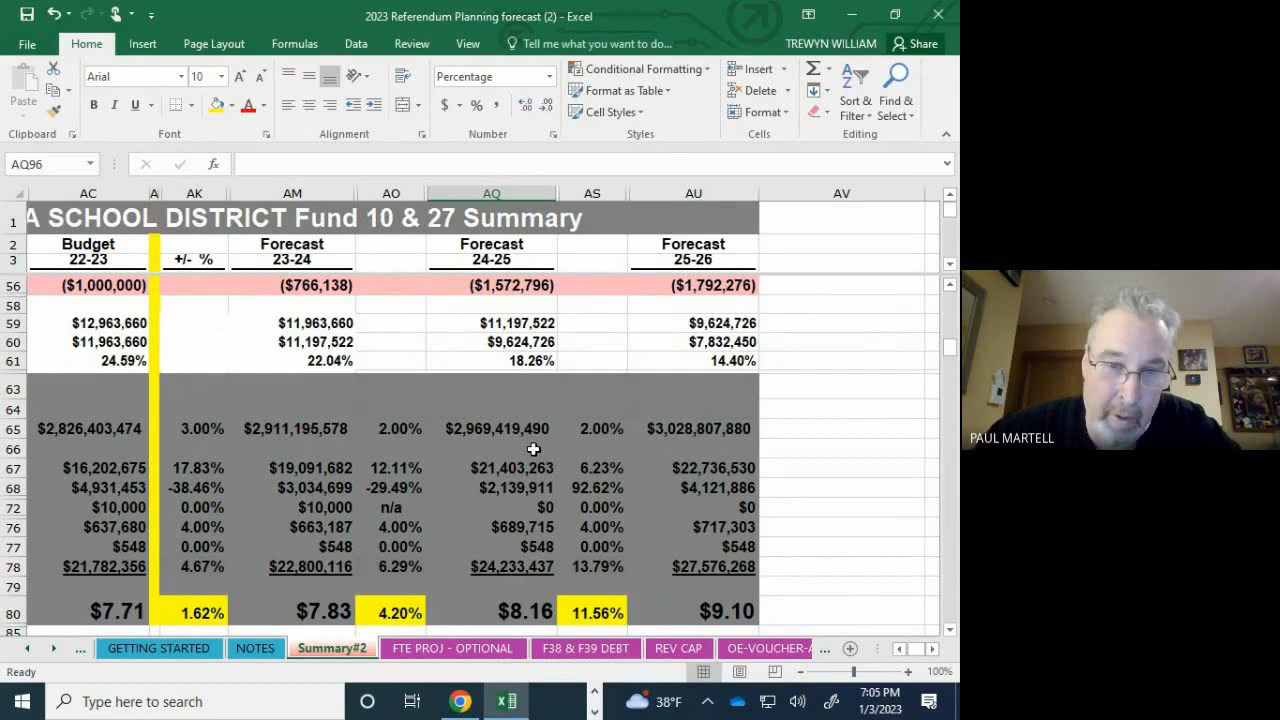 2023 Referendum Planning forecast (2) - Excel
File Home Insert Page Layout Formulas Data Review View Tell me what you want to do... TREWYN WILLIAM Share
Arial 10 Percentage Conditional Formatting Insert
Paste Format as Table Delete Sort & Find &
B I U $ % , Cell Styles Format Filter Select
Clipboard Font Alignment Number Styles Cells Editing
AQ96 fx
AC A AK AM AO AQ AS AU AV
1 A SCHOOL DISTRICT Fund 10 & 27 Summary
2 Budget Forecast Forecast Forecast
3 22-23 +/- % 23-24 24-25 25-26
56 ($1,000,000) ($766,138) ($1,572,796) ($1,792,276)
58
59 $12,963,660 $11,963,660 $11,197,522 $9,624,726
60 $11,963,660 $11,197,522 $9,624,726 $7,832,450
61 24.59% 22.04% 18.26% 14.40%
63
64
65 $2,826,403,474 3.00% $2,911,195,578 2.00% $2,969,419,490 2.00% $3,028,807,880
66
67 $16,202,675 17.83% $19,091,682 12.11% $21,403,263 6.23% $22,736,530
68 $4,931,453 -38.46% $3,034,699 -29.49% $2,139,911 92.62% $4,121,886
72 $10,000 0.00% $10,000 n/a $0 0.00% $0
76 $637,680 4.00% $663,187 4.00% $689,715 4.00% $717,303
77 $548 0.00% $548 0.00% $548 0.00% $548
78 $21,782,356 4.67% $22,800,116 6.29% $24,233,437 13.79% $27,576,268
79
80 $7.71 1.62% $7.83 4.20% $8.16 11.56% $9.10
85
... GETTING STARTED NOTES Summary#2 FTE PROJ - OPTIONAL F38 & F39 DEBT REV CAP OE-VOUCHER-A ...
Ready 100%
Type here to search 38°F 7:05 PM
1/3/2023
PAUL MARTELL